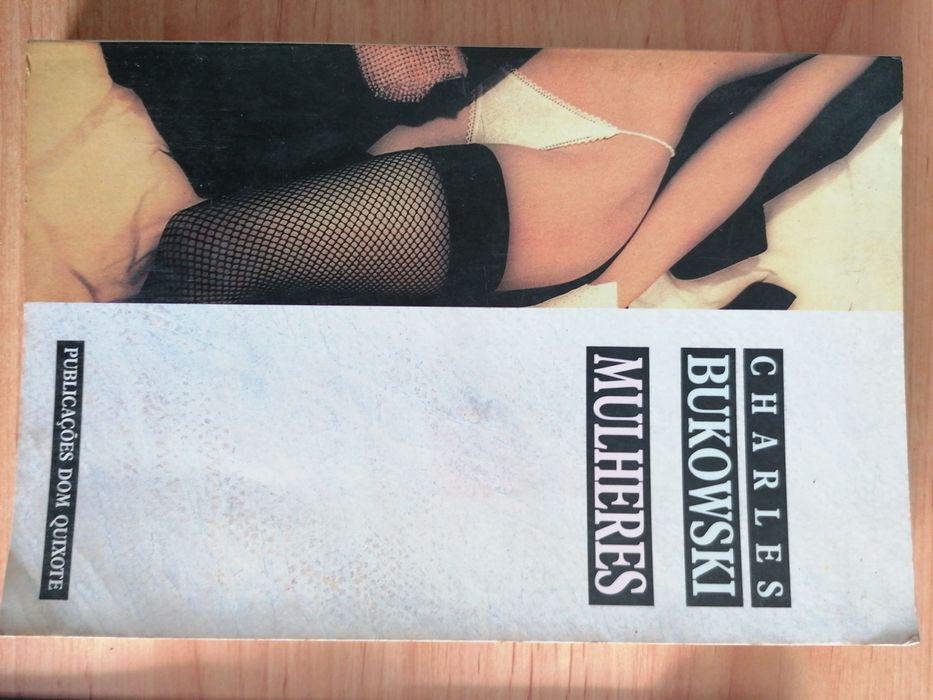 CHARLES
BUKOWSKI
MULHERES
PUBLICAÇÕES DOM QUIXOTE